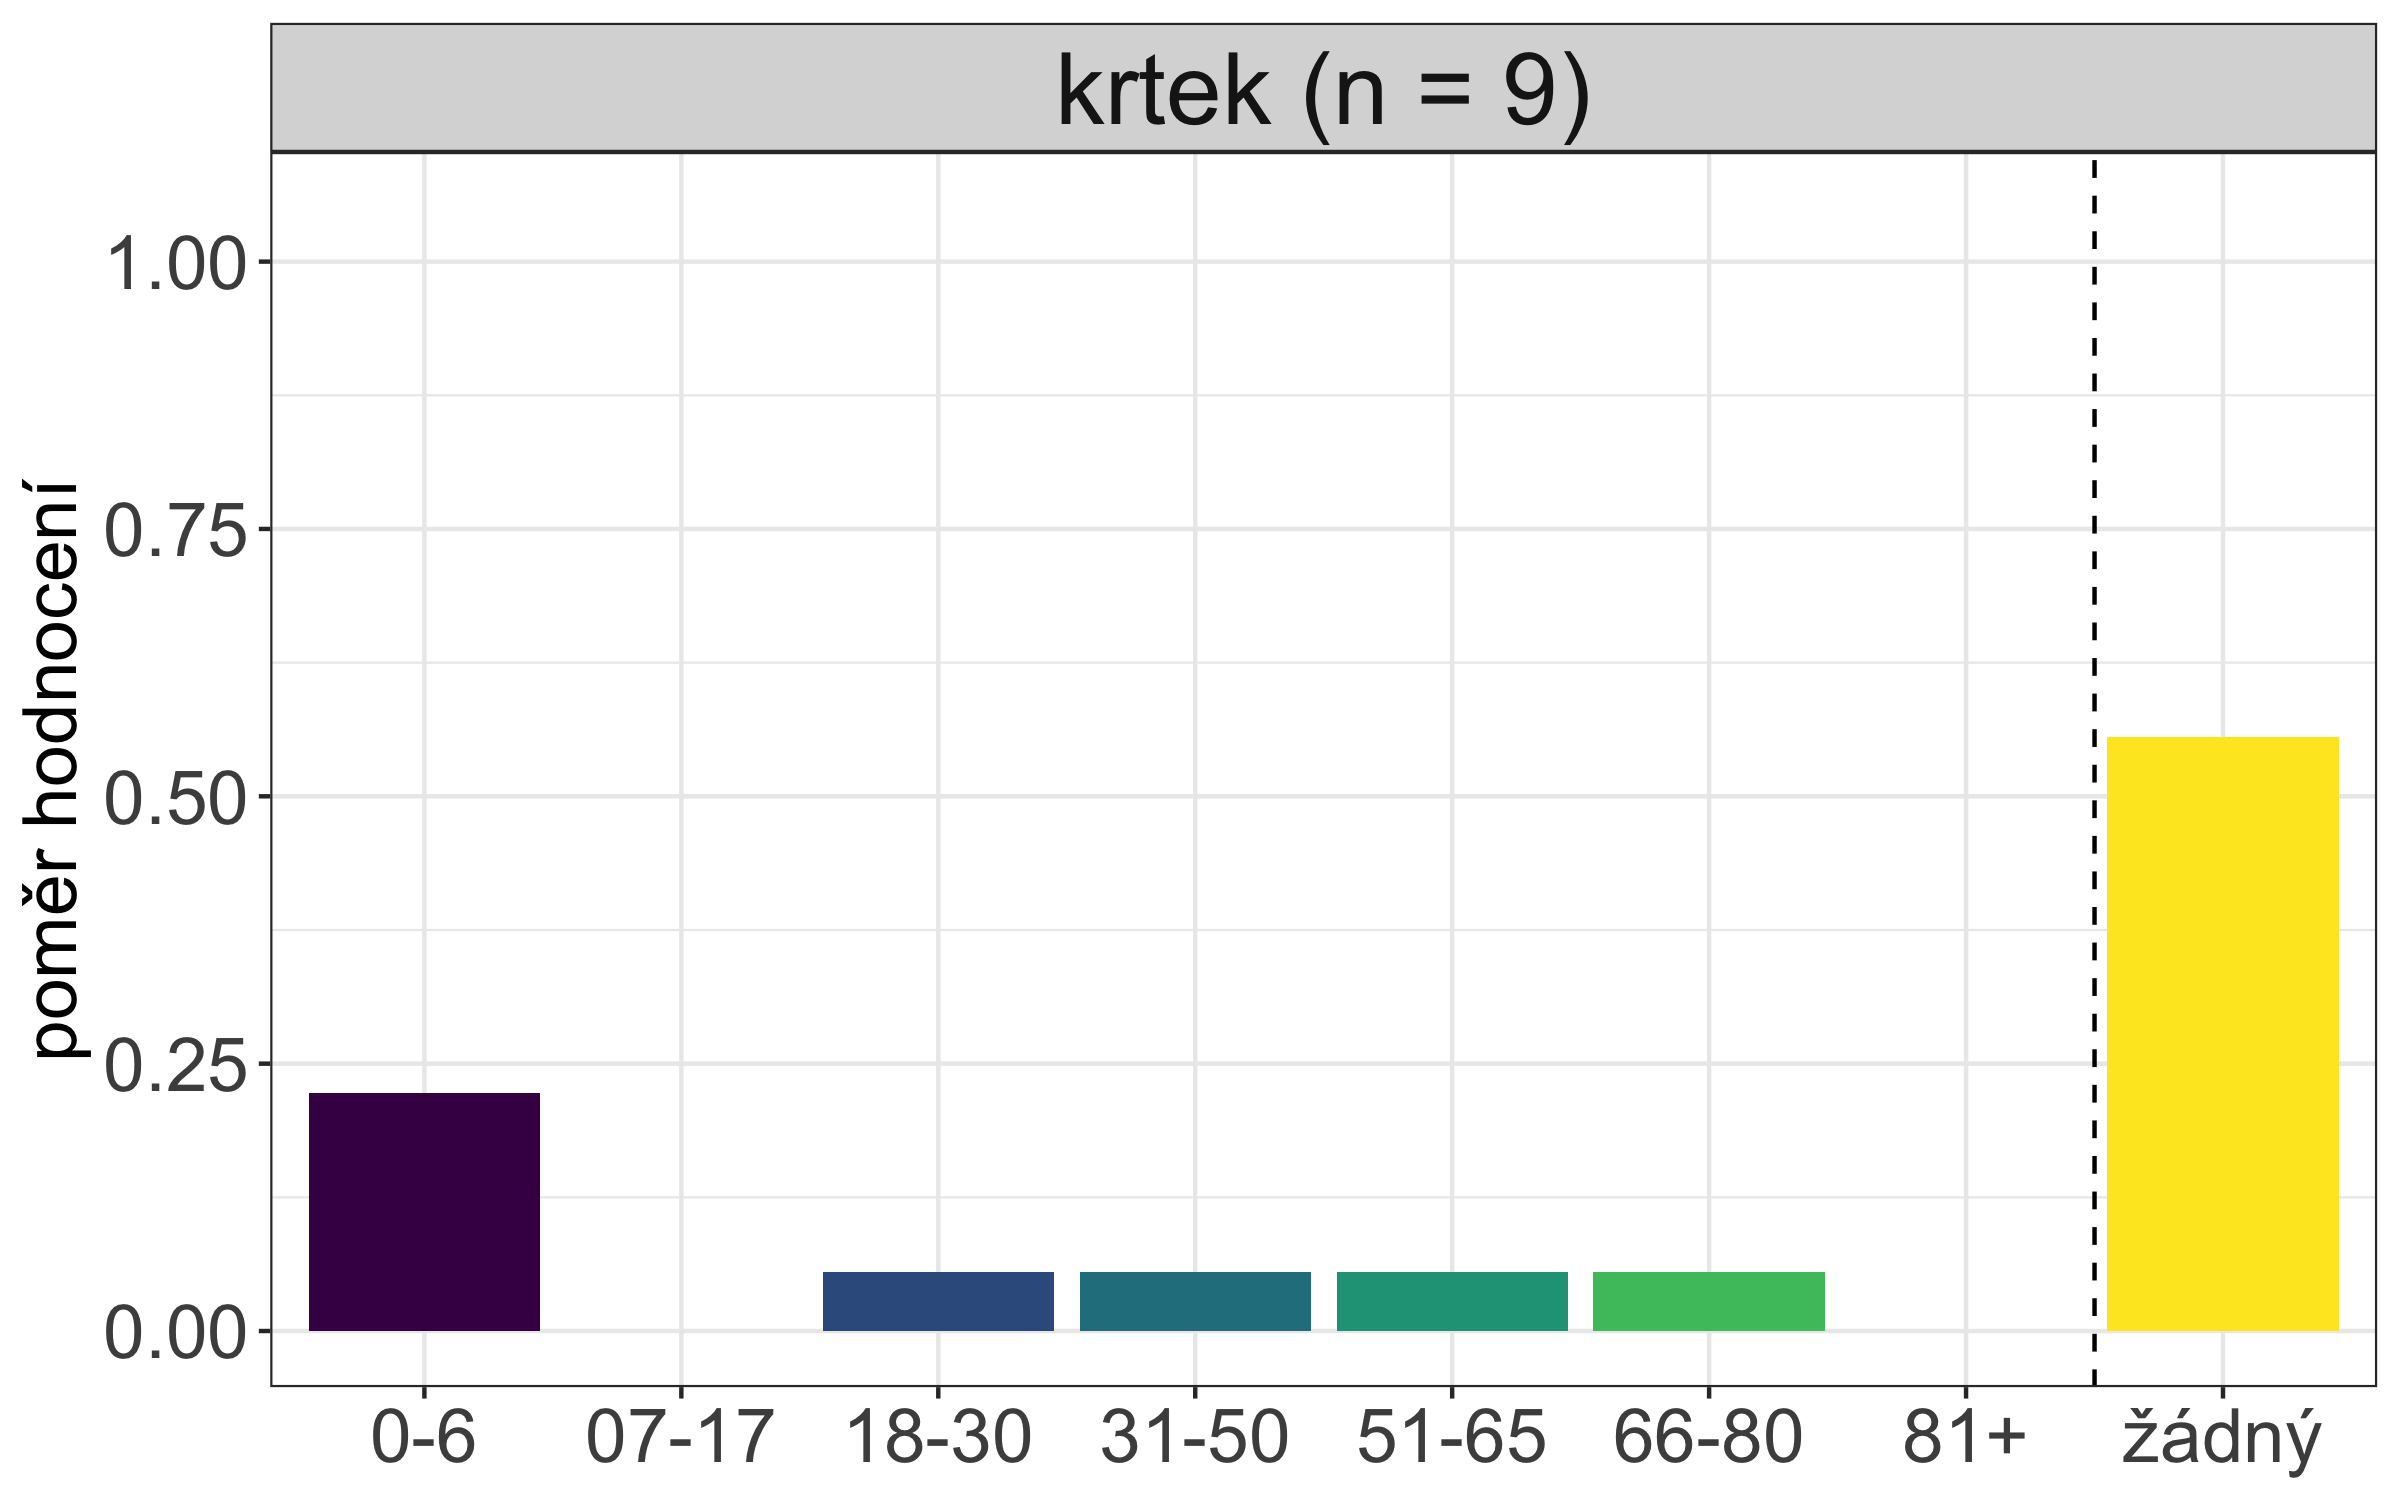 krtek (n = 9)
poměr hodnocení
1.00
0.75
0.50
0.25
0.00
0-6 07-17 18-30 31-50 51-65 66-80 81+ žádný